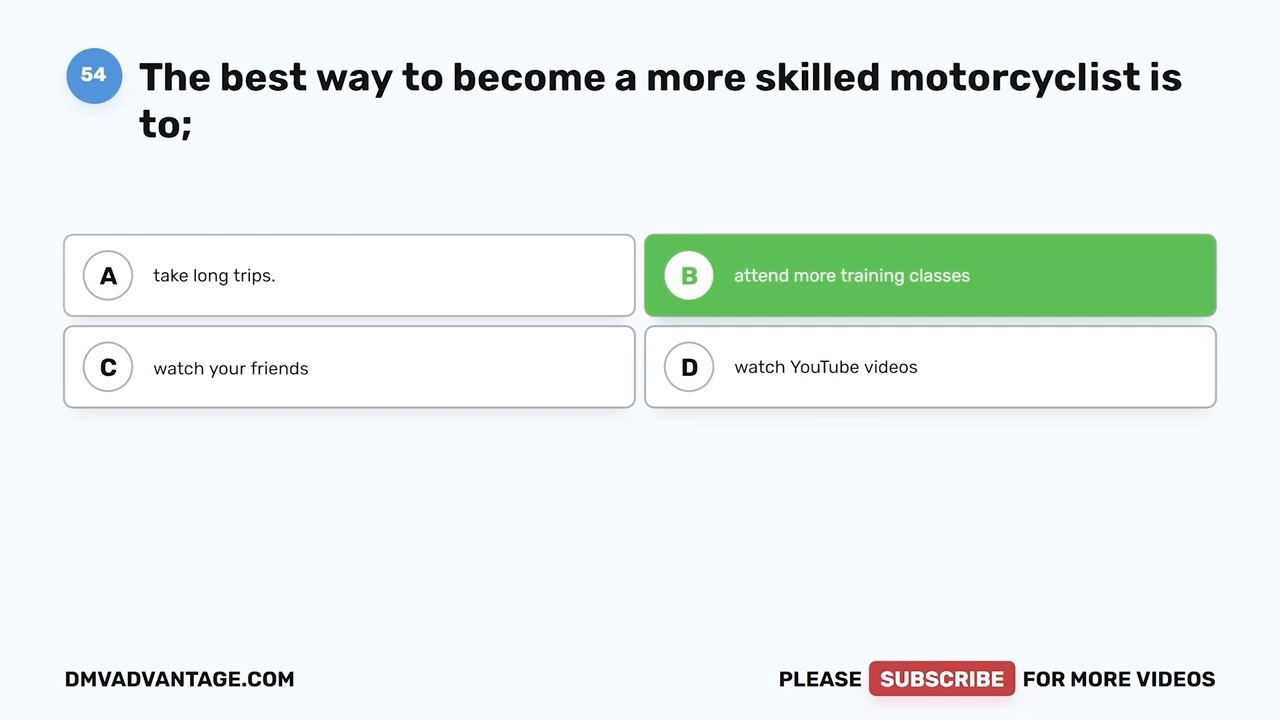 54
The best way to become a more skilled motorcyclist is
to;
A take long trips.
B attend more training classes
C watch your friends
D watch YouTube videos
DMVADVANTAGE.COM
PLEASE SUBSCRIBE FOR MORE VIDEOS